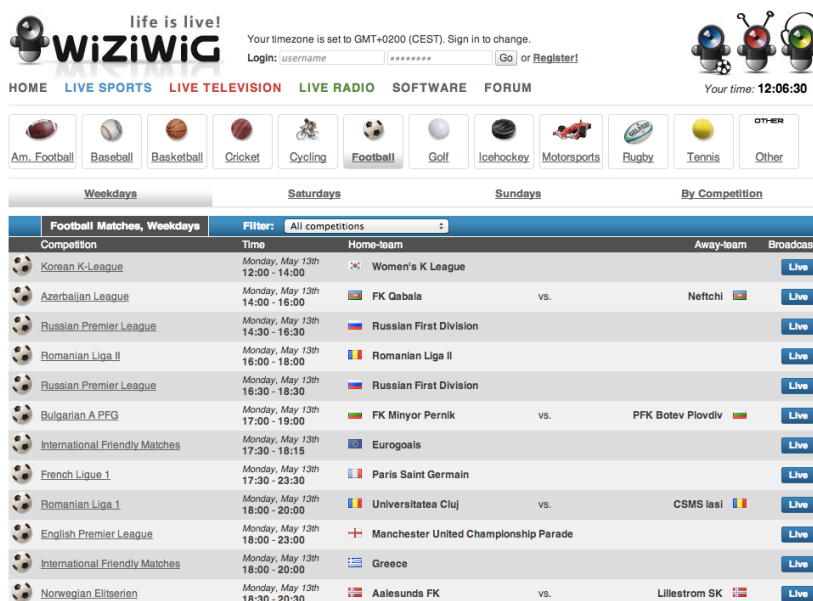 life is live!
WiZiWiG
Your timezone is set to GMT+0200 (CEST). Sign in to change.
Login: username •••••••• Go or Register!
HOME LIVE SPORTS LIVE TELEVISION LIVE RADIO SOFTWARE FORUM
Your time: 12:06:30
OTHER
Am. Football Baseball Basketball Cricket Cycling Football Golf Icehockey Motorsports Rugby Tennis Other
Weekdays Saturdays Sundays By Competition
Football Matches, Weekdays Filter: All competitions
Competition Time Home-team Away-team Broadcas
Korean K-League Monday, May 13th 12:00 - 14:00 Women's K League Live
Azerbaijan League Monday, May 13th 14:00 - 16:00 FK Qabala vs. Neftchi Live
Russian Premier League Monday, May 13th 14:30 - 16:30 Russian First Division Live
Romanian Liga II Monday, May 13th 16:00 - 18:00 Romanian Liga II Live
Russian Premier League Monday, May 13th 16:30 - 18:30 Russian First Division Live
Bulgarian A PFG Monday, May 13th 17:00 - 19:00 FK Minyor Pernik vs. PFK Botev Plovdiv Live
International Friendly Matches Monday, May 13th 17:30 - 18:15 Eurogoals Live
French Ligue 1 Monday, May 13th 17:30 - 23:30 Paris Saint Germain Live
Romanian Liga 1 Monday, May 13th 18:00 - 20:00 Universitatea Cluj vs. CSMS Iasi Live
English Premier League Monday, May 13th 18:00 - 23:00 Manchester United Championship Parade Live
International Friendly Matches Monday, May 13th 18:00 - 20:00 Greece Live
Norwegian Elitserien Monday, May 13th 18:30 - 20:30 Aalesunds FK vs. Lillestrom SK Live